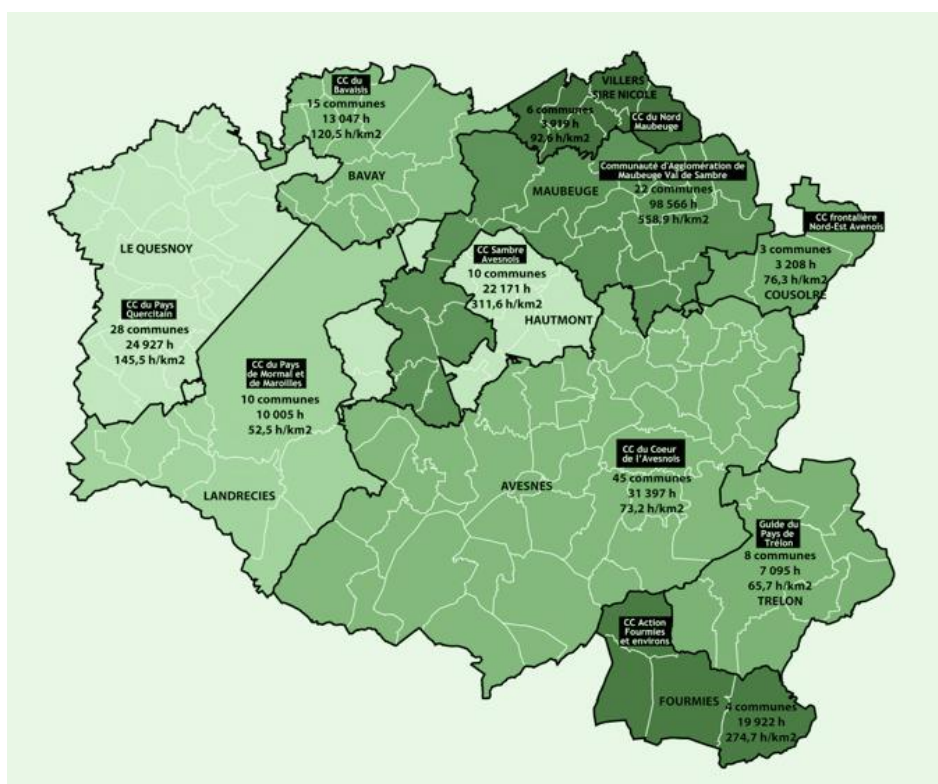 CC du
Bavaisis
15 communes
13 047 h
120,5 h/km2
BAVAY
VILLERS
SIRE NICOLE
6 communes
3 919 h
92,6 h/km2
CC du Nord
Maubeuge
Communauté d'Agglomération de
Maubeuge Val de Sambre
22 communes
98 566 h
558,9 h/km2
MAUBEUGE
CC frontalière
Nord-Est Avenois
3 communes
3 208 h
76,3 h/km2
COUSOLRE
LE QUESNOY
CC du Pays
Quercitain
28 communes
24 927 h
145,5 h/km2
CC Sambre
Avesnois
10 communes
22 171 h
311,6 h/km2
HAUTMONT
CC du Pays
de Mormal et
de Maroilles
10 communes
10 005 h
52,5 h/km2
LANDRECIES
CC du Coeur
de l'Avesnois
45 communes
31 397 h
73,2 h/km2
AVESNES
Guide du
Pays de
Trélon
8 communes
7 095 h
65,7 h/km2
TRELON
CC Action
Fourmies
et environs
FOURMIES
4 communes
19 922 h
274,7 h/km2